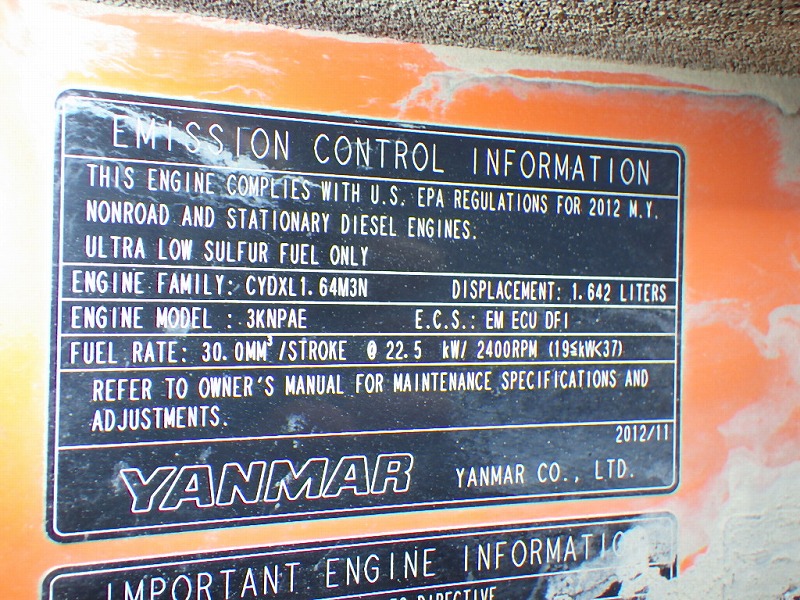 EMISSION CONTROL INFORMATION
THIS ENGINE COMPLIES WITH U.S. EPA REGULATIONS FOR 2012 M.Y.
NONROAD AND STATIONARY DIESEL ENGINES.
ULTRA LOW SULFUR FUEL ONLY
ENGINE FAMILY: CYDXL1.64M3N DISPLACEMENT: 1.642 LITERS
ENGINE MODEL : 3KNPAE E.C.S.: EM ECU DFI
FUEL RATE: 30.0MM³/STROKE @ 22.5 kW/ 2400RPM (19≤kW<37)
REFER TO OWNER'S MANUAL FOR MAINTENANCE SPECIFICATIONS AND
ADJUSTMENTS.
2012/11
YANMAR YANMAR CO., LTD.
IMPORTANT ENGINE INFORMATI
DIRECTIVE